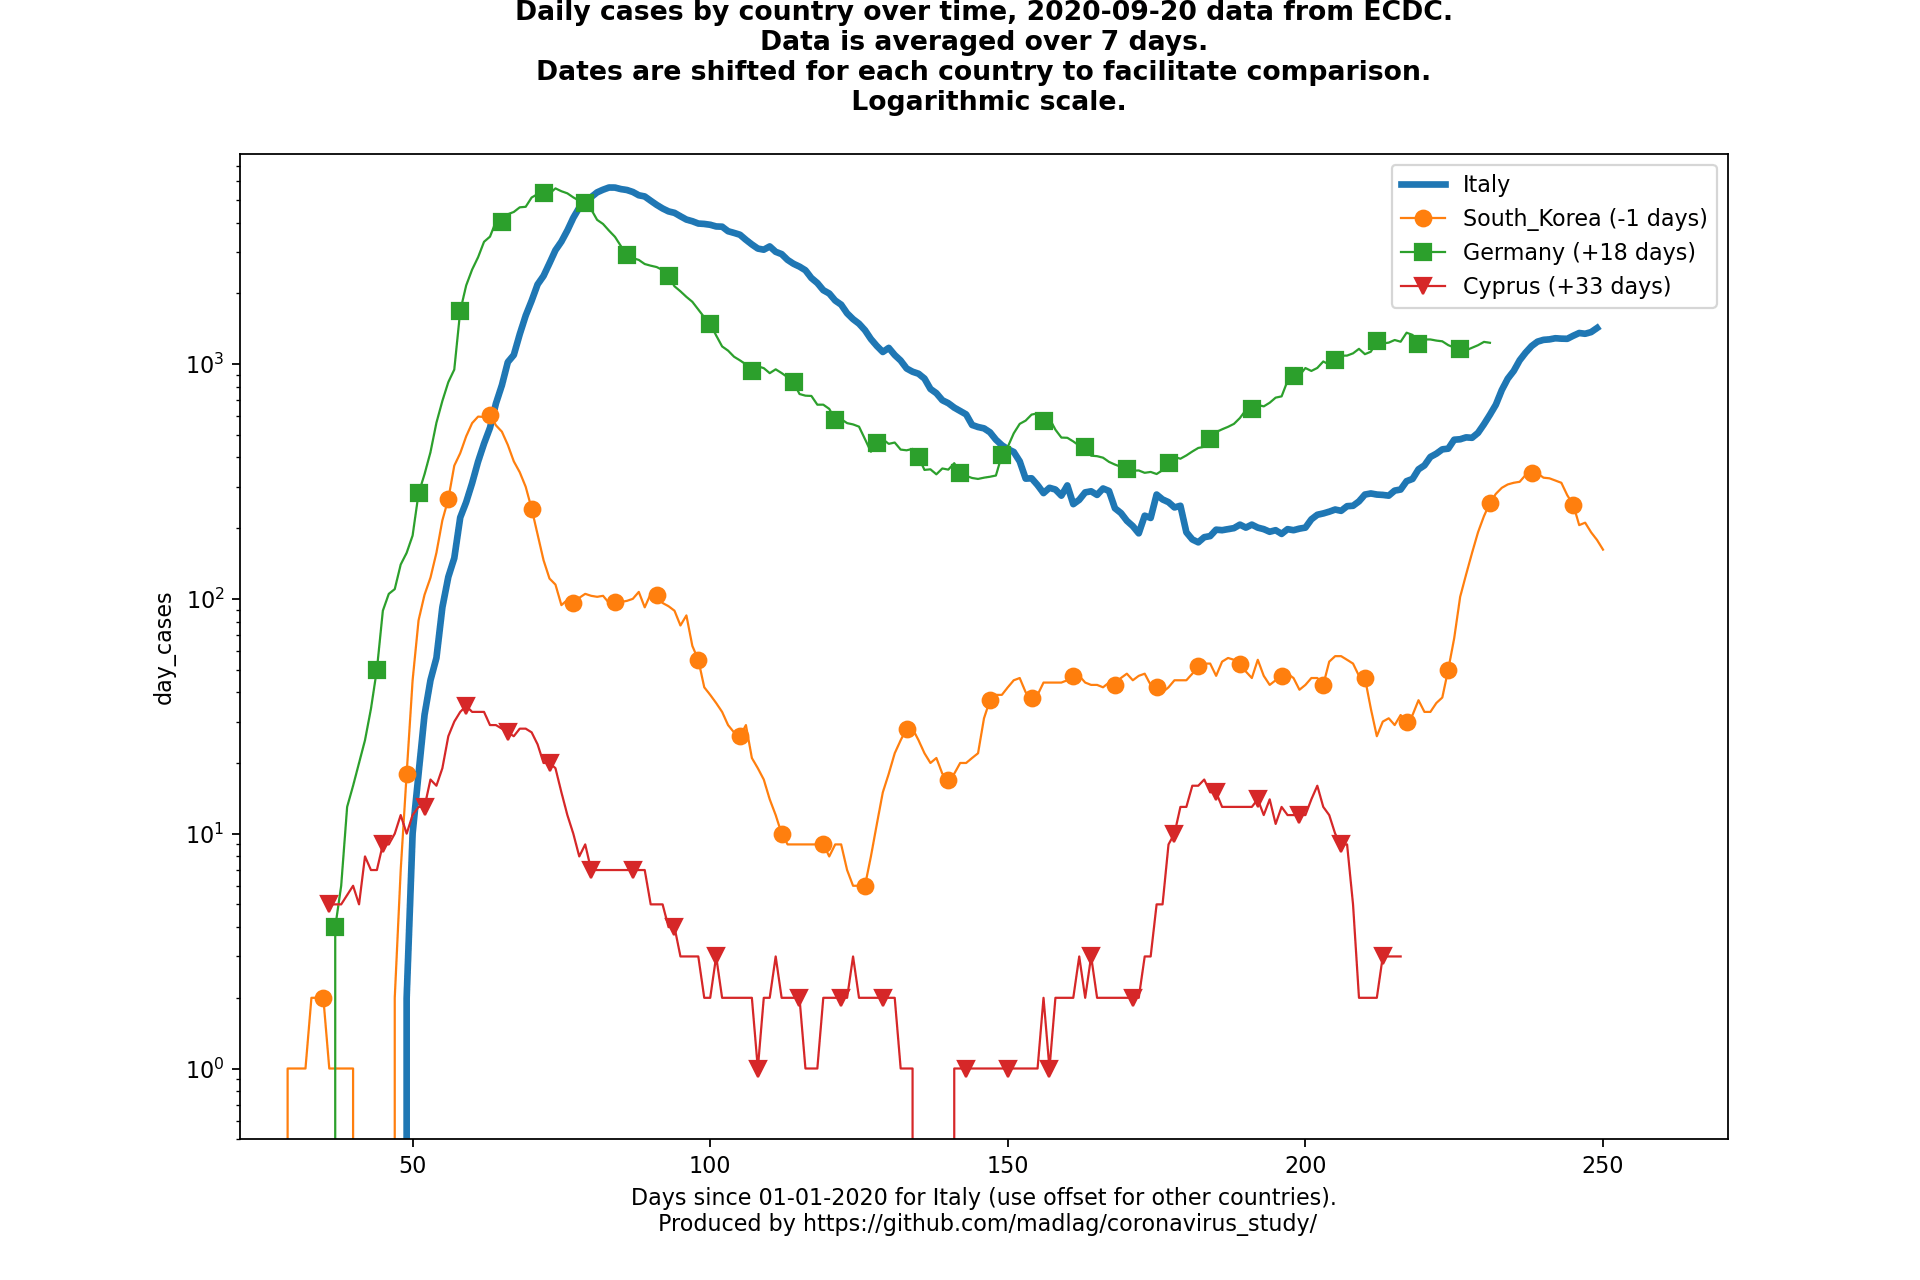 Daily cases by country over time, 2020-09-20 data from ECDC.
Data is averaged over 7 days.
Dates are shifted for each country to facilitate comparison.
Logarithmic scale.
Italy
South_Korea (-1 days)
Germany (+18 days)
Cyprus (+33 days)
day_cases
10³
10²
10¹
10⁰
50 100 150 200 250
Days since 01-01-2020 for Italy (use offset for other countries).
Produced by https://github.com/madlag/coronavirus_study/